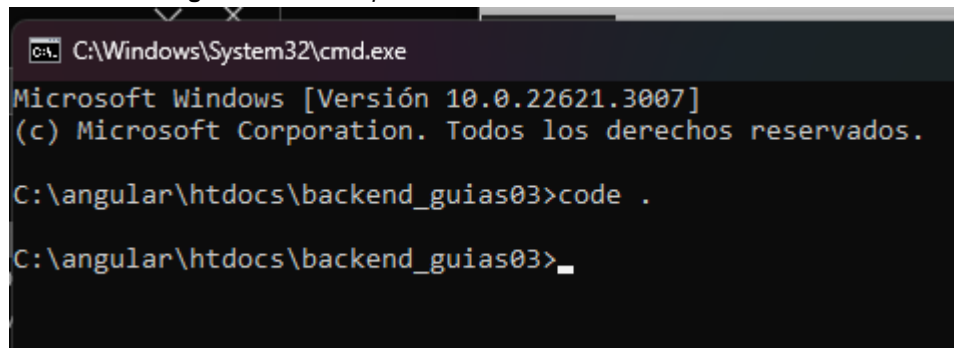 C:\Windows\System32\cmd.exe
Microsoft Windows [Versión 10.0.22621.3007]
(c) Microsoft Corporation. Todos los derechos reservados.
C:\angular\htdocs\backend_guias03>code .
C:\angular\htdocs\backend_guias03>